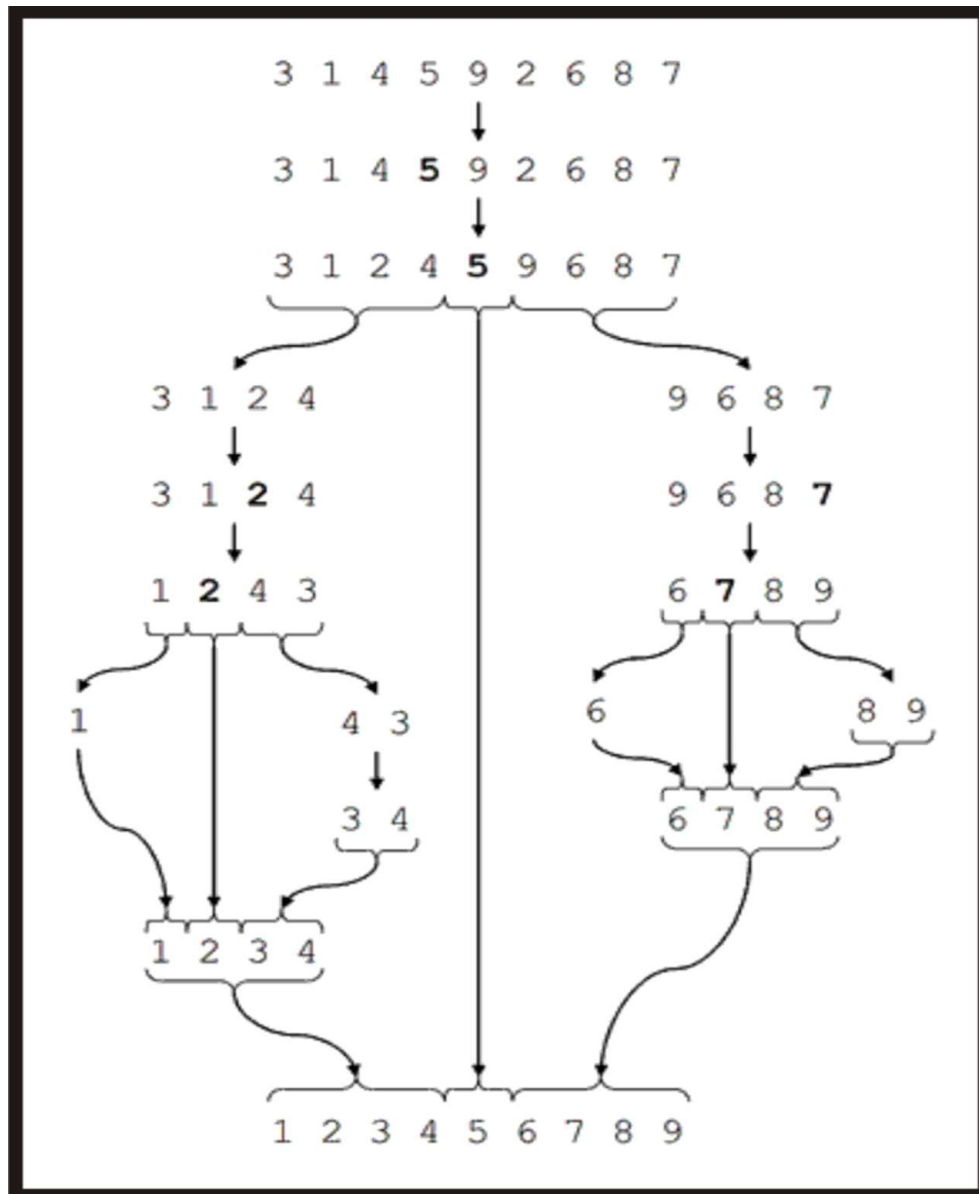 3 1 4 5 9 2 6 8 7
3 1 4 5 9 2 6 8 7
3 1 2 4 5 9 6 8 7
3 1 2 4
9 6 8 7
3 1 2 4
9 6 8 7
1 2 4 3
6 7 8 9
1
4 3
6
8 9
3 4
6 7 8 9
1 2 3 4
1 2 3 4 5 6 7 8 9